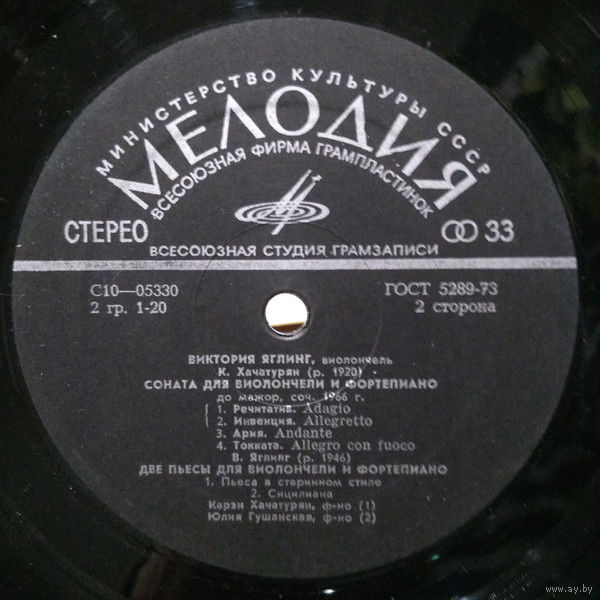 МИНИСТЕРСТВО КУЛЬТУРЫ СССР
МЕЛОДИЯ
ВСЕСОЮЗНАЯ ФИРМА ГРАМПЛАСТИНОК
СТЕРЕО
33
ВСЕСОЮЗНАЯ СТУДИЯ ГРАМЗАПИСИ
С10—05330 ГОСТ 5289-73
2 гр. 1-20 2 сторона
ВИКТОРИЯ ЯГЛИНГ, виолончель
К. Хачатурян (р. 1920)
СОНАТА ДЛЯ ВИОЛОНЧЕЛИ И ФОРТЕПИАНО
до мажор, соч. 1966 г.
1. Речитатив. Adagio
2. Инвенция. Allegretto
3. Ария. Andante
4. Токката. Allegro con fuoco
В. Яглинг (р. 1946)
ДВЕ ПЬЕСЫ ДЛЯ ВИОЛОНЧЕЛИ И ФОРТЕПИАНО
1. Пьеса в старинном стиле
2. Сицилиана
Карэн Хачатурян, ф-но (1)
Юлия Гушанская, ф-но (2)
www.ay.by